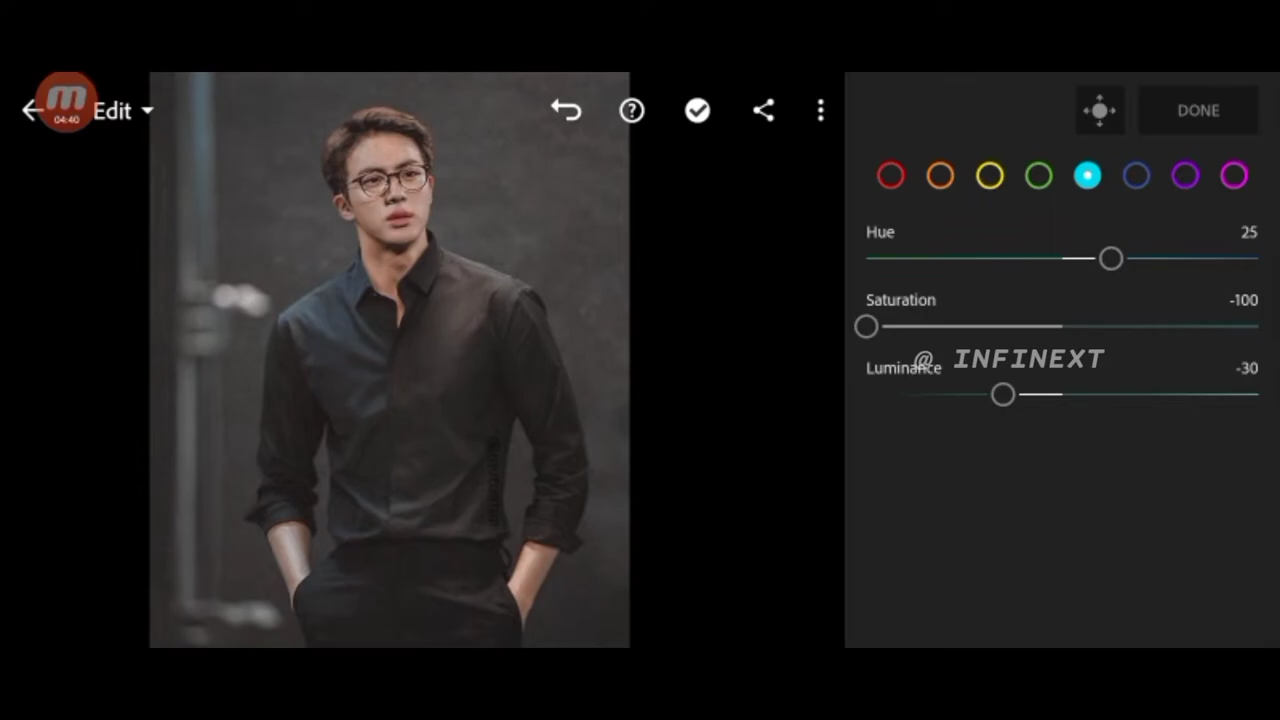 04:40
Edit
DONE
Hue 25
Saturation -100
@ INFINEXT
Luminance -30